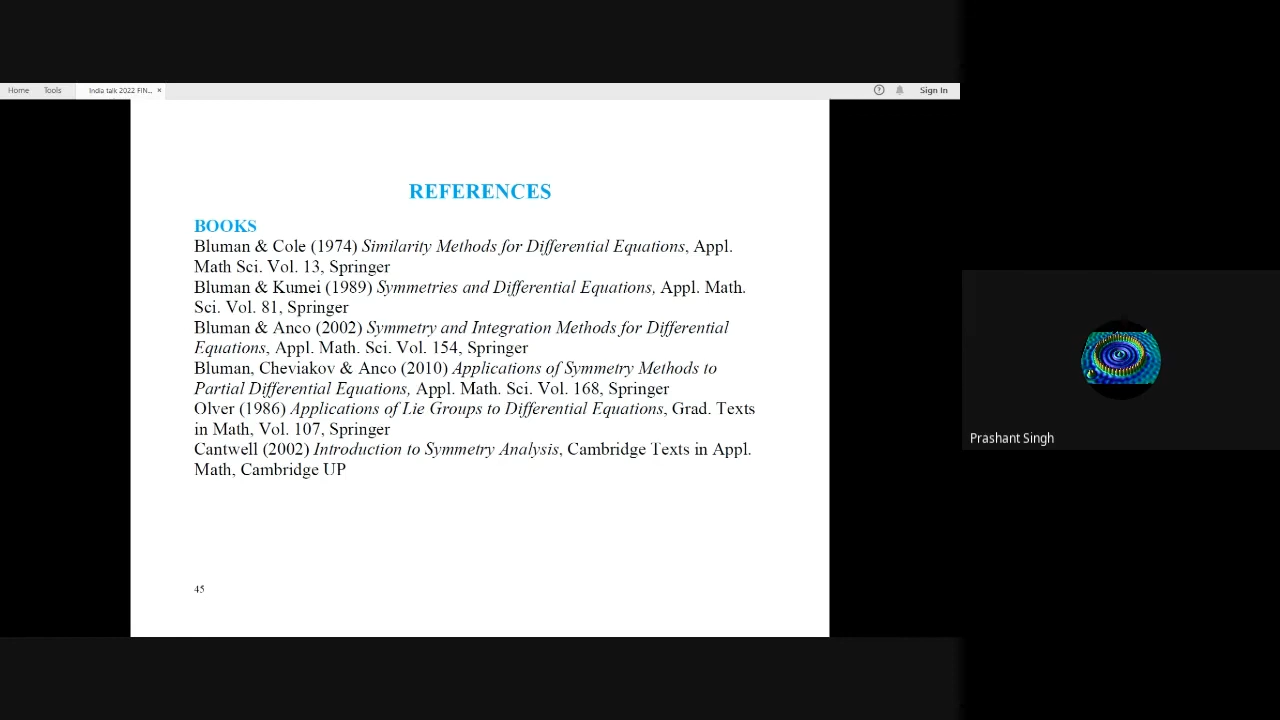 Home Tools India talk 2022 FIN... × Sign In
REFERENCES
BOOKS
Bluman & Cole (1974) Similarity Methods for Differential Equations, Appl.
Math Sci. Vol. 13, Springer
Bluman & Kumei (1989) Symmetries and Differential Equations, Appl. Math.
Sci. Vol. 81, Springer
Bluman & Anco (2002) Symmetry and Integration Methods for Differential
Equations, Appl. Math. Sci. Vol. 154, Springer
Bluman, Cheviakov & Anco (2010) Applications of Symmetry Methods to
Partial Differential Equations, Appl. Math. Sci. Vol. 168, Springer
Olver (1986) Applications of Lie Groups to Differential Equations, Grad. Texts
in Math, Vol. 107, Springer
Cantwell (2002) Introduction to Symmetry Analysis, Cambridge Texts in Appl.
Math, Cambridge UP
45
Prashant Singh